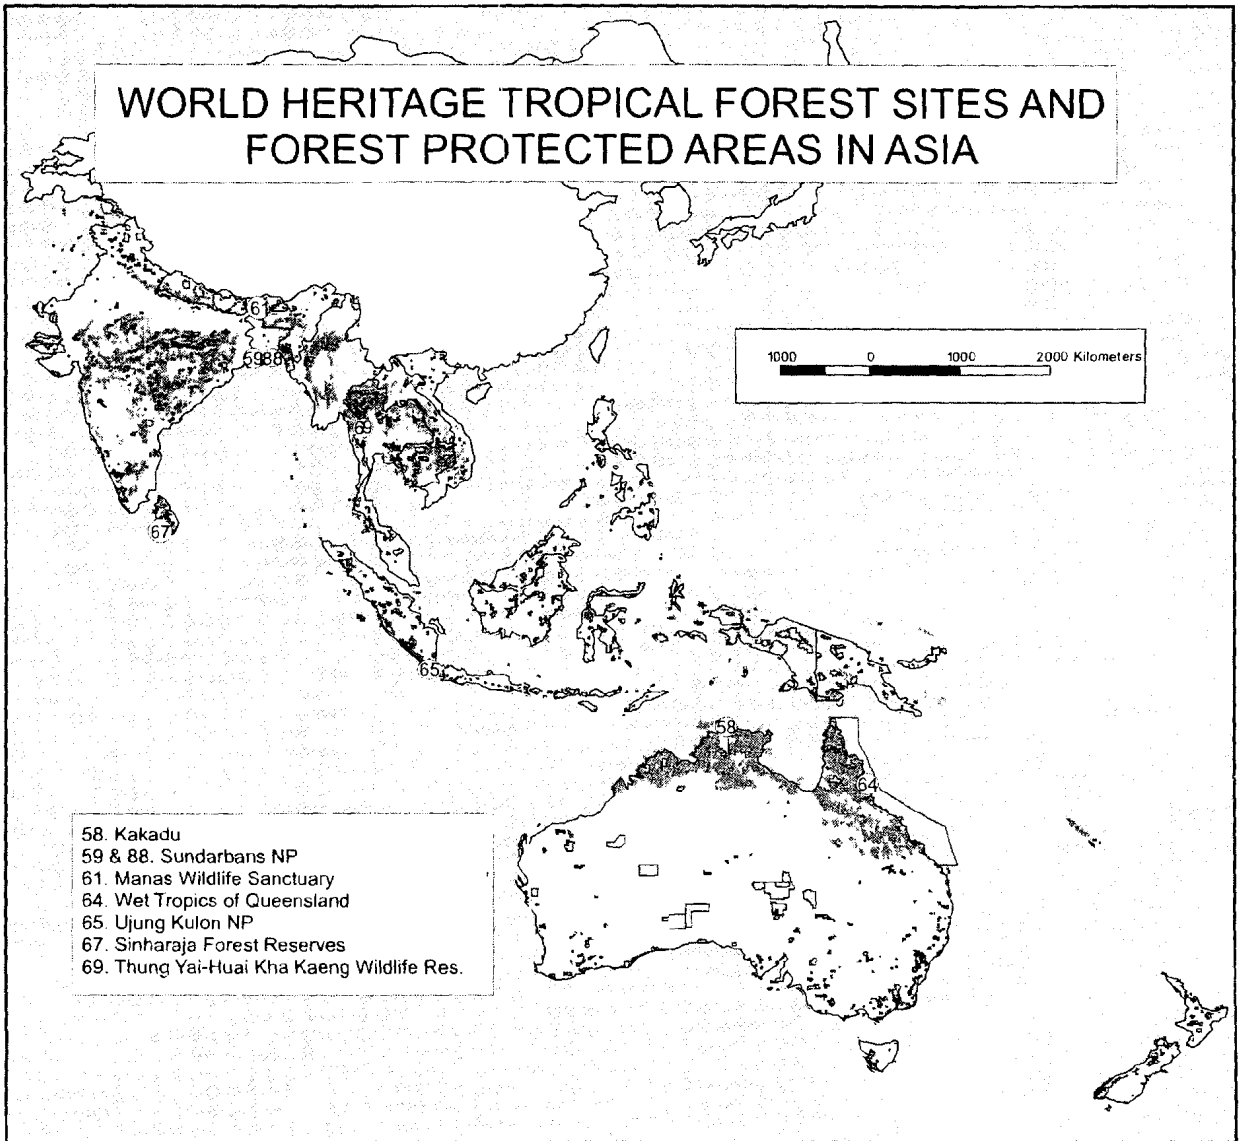 WORLD HERITAGE TROPICAL FOREST SITES AND
FOREST PROTECTED AREAS IN ASIA
61
5988
1000 0 1000 2000 Kilometers
69
67
65
58
64
58. Kakadu
59 & 88. Sundarbans NP
61. Manas Wildlife Sanctuary
64. Wet Tropics of Queensland
65. Ujung Kulon NP
67. Sinharaja Forest Reserves
69. Thung Yai-Huai Kha Kaeng Wildlife Res.